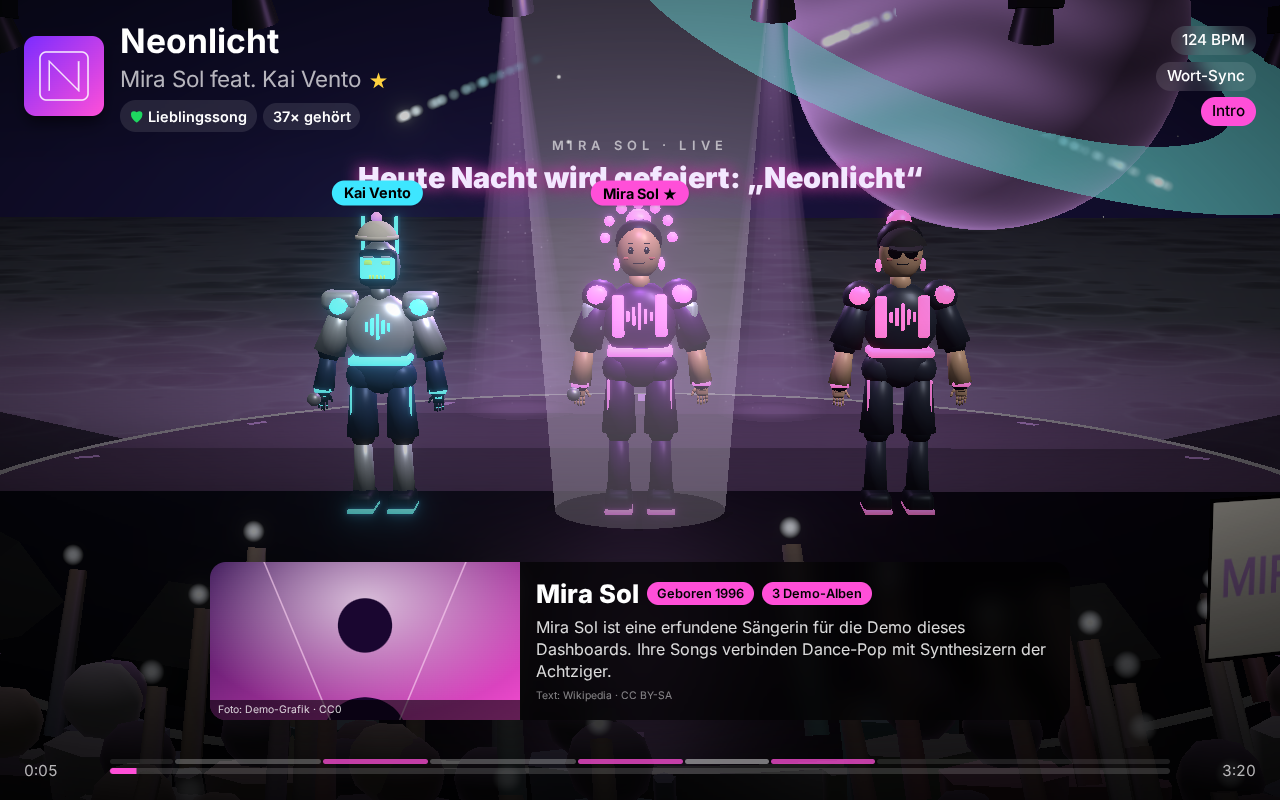 N
Neonlicht
Mira Sol feat. Kai Vento ★
Lieblingssong
37× gehört
124 BPM
Wort-Sync
Intro
MIRA SOL · LIVE
Heute Nacht wird gefeiert: „Neonlicht“
Kai Vento
Mira Sol ★
Mira Sol
Geboren 1996
3 Demo-Alben
Mira Sol ist eine erfundene Sängerin für die Demo dieses
Dashboards. Ihre Songs verbinden Dance-Pop mit Synthesizern der
Achtziger.
Text: Wikipedia · CC BY-SA
Foto: Demo-Grafik · CC0
0:05
3:20